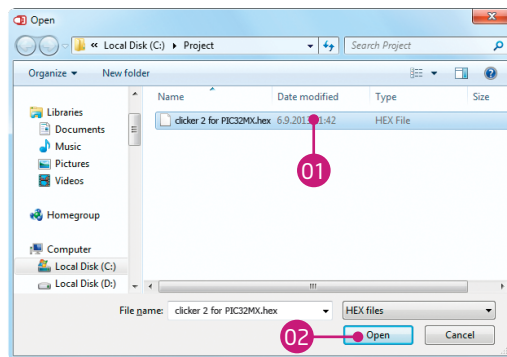 Open
« Local Disk (C:) ▸ Project
Search Project
Organize
New folder
Name Date modified Type Size
Libraries
Documents
Music
Pictures
Videos
Homegroup
Computer
Local Disk (C:)
Local Disk (D:)
clicker 2 for PIC32MX.hex HEX File
01
File name: clicker 2 for PIC32MX.hex HEX files
02 Open Cancel